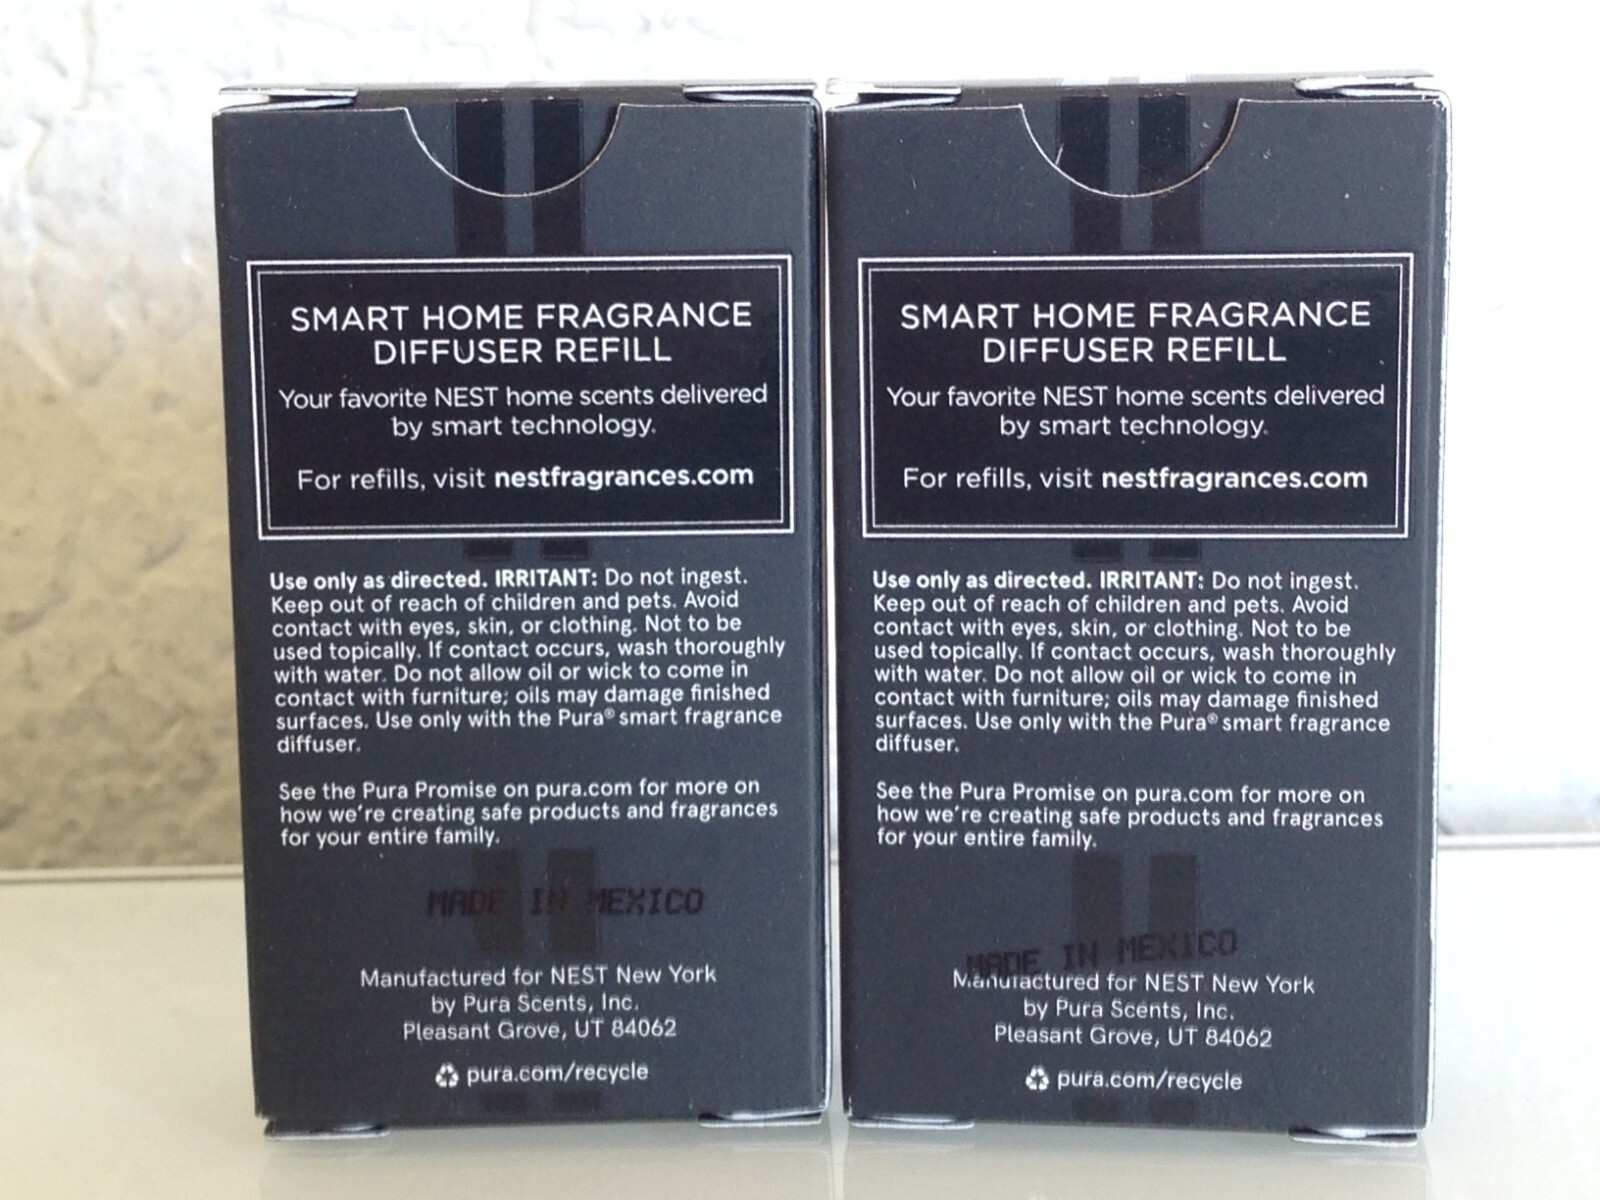 SMART HOME FRAGRANCE
DIFFUSER REFILL
Your favorite NEST home scents delivered
by smart technology.
For refills, visit nestfragrances.com
Use only as directed. IRRITANT: Do not ingest.
Keep out of reach of children and pets. Avoid
contact with eyes, skin, or clothing. Not to be
used topically. If contact occurs, wash thoroughly
with water. Do not allow oil or wick to come in
contact with furniture; oils may damage finished
surfaces. Use only with the Pura® smart fragrance
diffuser.
See the Pura Promise on pura.com for more on
how we're creating safe products and fragrances
for your entire family.
MADE IN MEXICO
Manufactured for NEST New York
by Pura Scents, Inc.
Pleasant Grove, UT 84062
pura.com/recycle
SMART HOME FRAGRANCE
DIFFUSER REFILL
Your favorite NEST home scents delivered
by smart technology.
For refills, visit nestfragrances.com
Use only as directed. IRRITANT: Do not ingest.
Keep out of reach of children and pets. Avoid
contact with eyes, skin, or clothing. Not to be
used topically. If contact occurs, wash thoroughly
with water. Do not allow oil or wick to come in
contact with furniture; oils may damage finished
surfaces. Use only with the Pura® smart fragrance
diffuser.
See the Pura Promise on pura.com for more on
how we're creating safe products and fragrances
for your entire family.
MADE IN MEXICO
Manufactured for NEST New York
by Pura Scents, Inc.
Pleasant Grove, UT 84062
pura.com/recycle